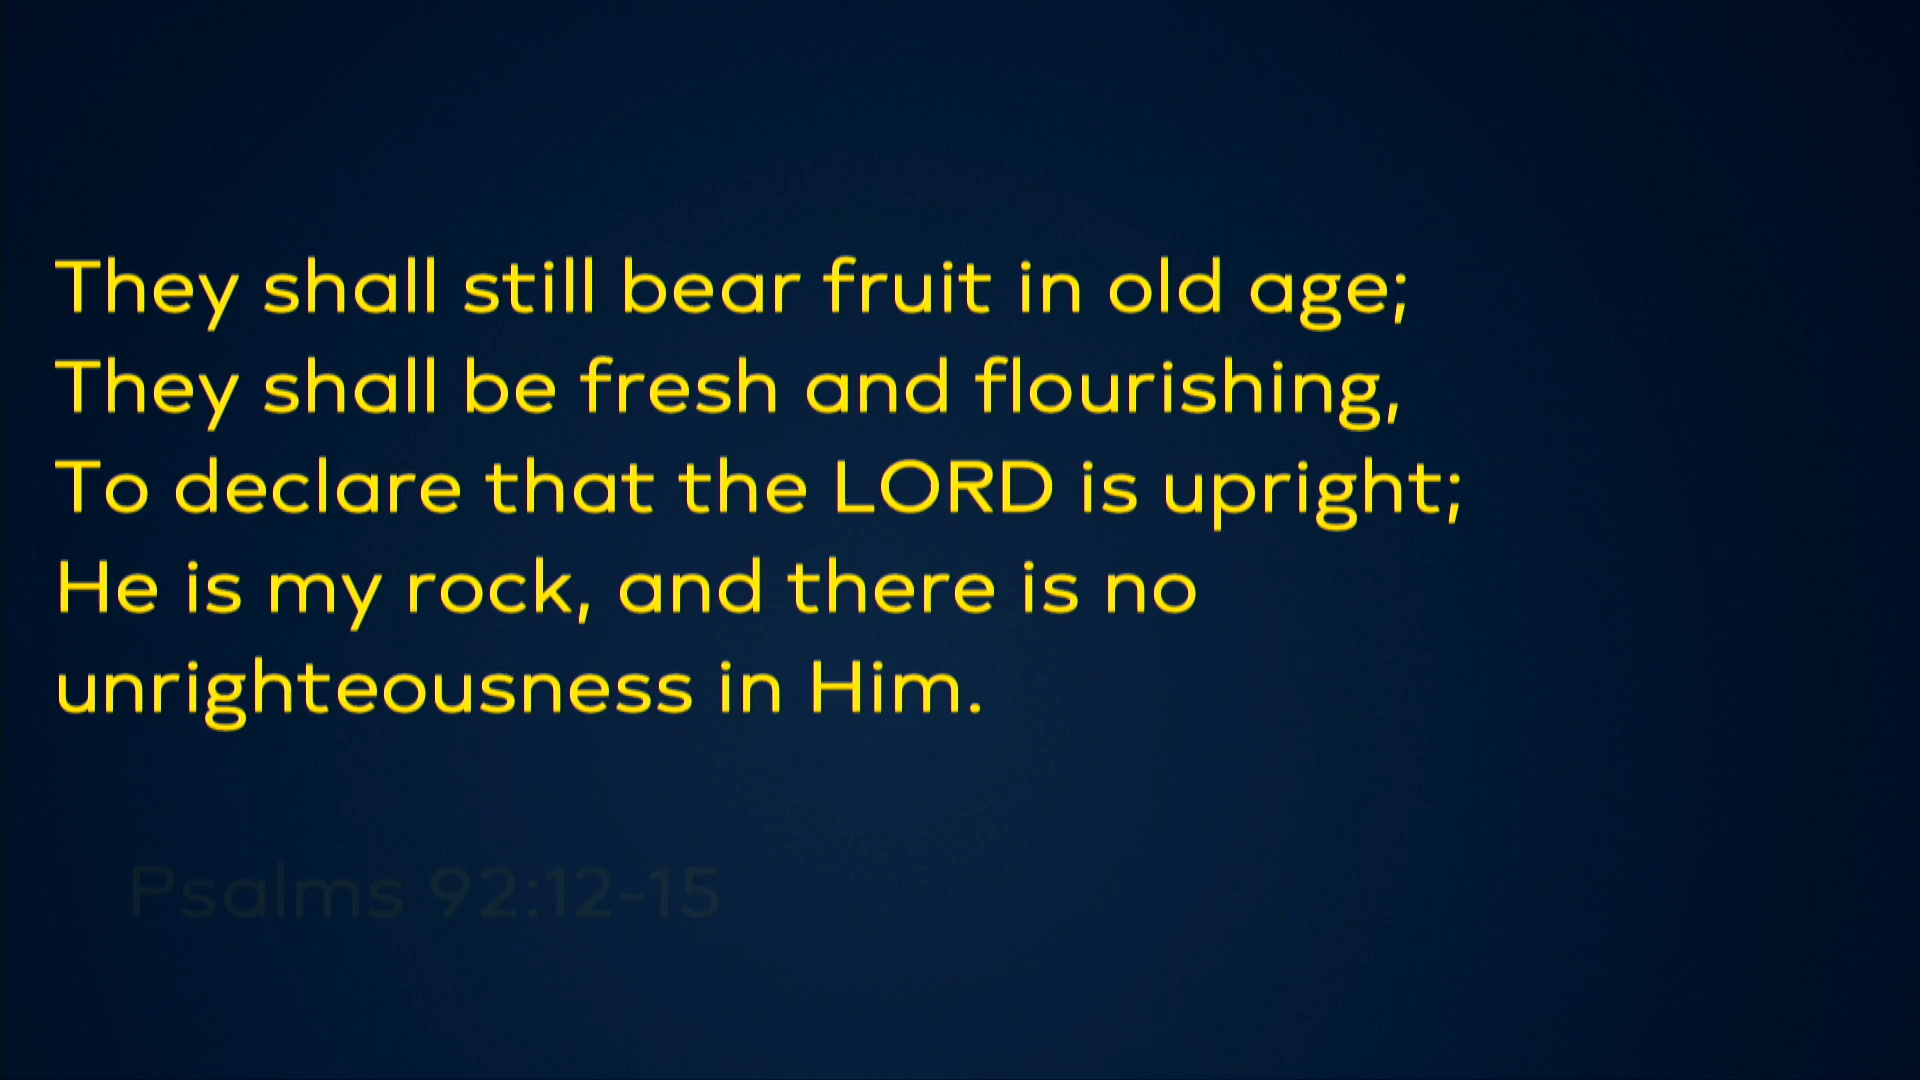 They shall still bear fruit in old age;
They shall be fresh and flourishing,
To declare that the LORD is upright;
He is my rock, and there is no
unrighteousness in Him.
Psalms 92:12-15